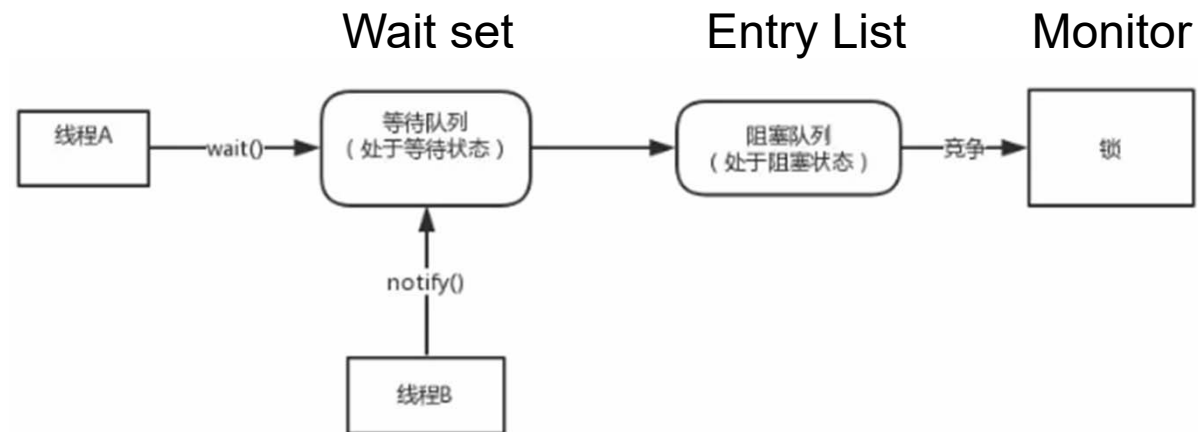 Wait set
Entry List
Monitor
线程A
wait()
等待队列
（处于等待状态）
阻塞队列
（处于阻塞状态）
竞争
锁
notify()
线程B